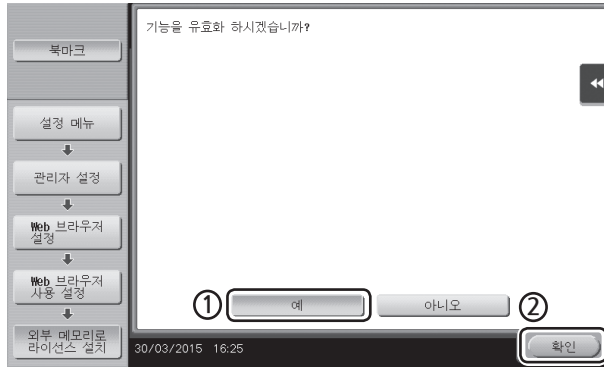 북마크
설정 메뉴
관리자 설정
Web 브라우저
설정
Web 브라우저
사용 설정
외부 메모리로
라이선스 설치
기능을 유효화 하시겠습니까?
① 예
아니오
② 확인
30/03/2015 16:25